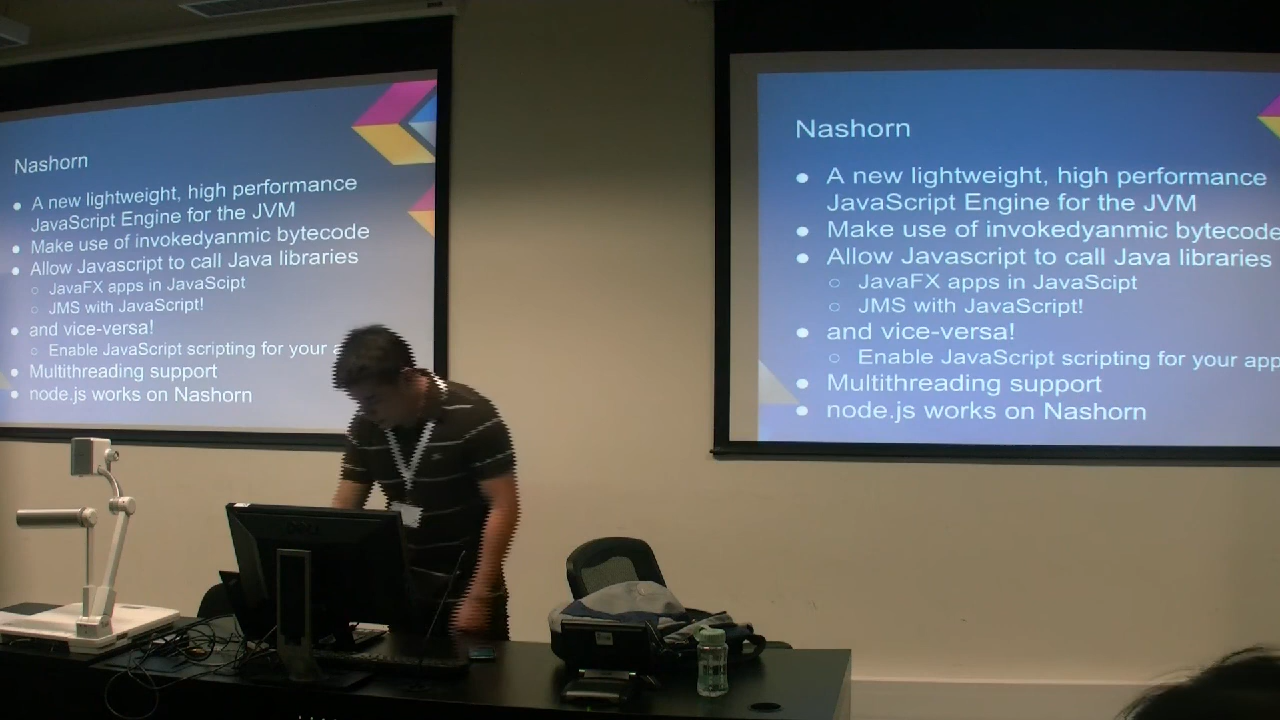 Nashorn
● A new lightweight, high performance
JavaScript Engine for the JVM
● Make use of invokedyanmic bytecode
● Allow Javascript to call Java libraries
○ JavaFX apps in JavaScipt
○ JMS with JavaScript!
● and vice-versa!
○ Enable JavaScript scripting for your
● Multithreading support
● node.js works on Nashorn
Nashorn
● A new lightweight, high performance
JavaScript Engine for the JVM
● Make use of invokedyanmic bytecode
● Allow Javascript to call Java libraries
○ JavaFX apps in JavaScipt
○ JMS with JavaScript!
● and vice-versa!
○ Enable JavaScript scripting for your app
● Multithreading support
● node.js works on Nashorn